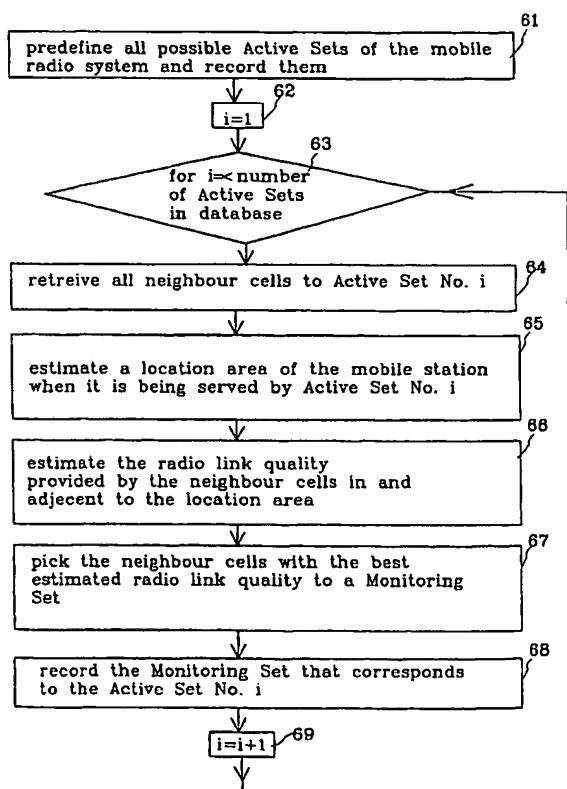 61
predefine all possible Active Sets of the mobile
radio system and record them
62
i=1
63
for i=<number
of Active Sets
in database
64
retreive all neighbour cells to Active Set No. i
65
estimate a location area of the mobile station
when it is being served by Active Set No. i
66
estimate the radio link quality
provided by the neighbour cells in and
adjecent to the location area
67
pick the neighbour cells with the best
estimated radio link quality to a Monitoring
Set
68
record the Monitoring Set that corresponds
to the Active Set No. i
69
i=i+1